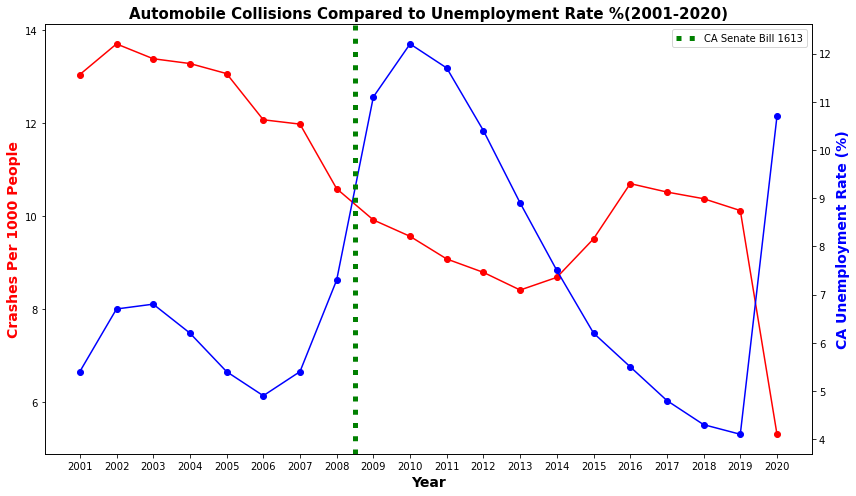 Automobile Collisions Compared to Unemployment Rate %(2001-2020)
CA Senate Bill 1613
14
12
10
8
6
Crashes Per 1000 People
12
11
10
9
8
7
6
5
4
CA Unemployment Rate (%)
2001 2002 2003 2004 2005 2006 2007 2008 2009 2010 2011 2012 2013 2014 2015 2016 2017 2018 2019 2020
Year